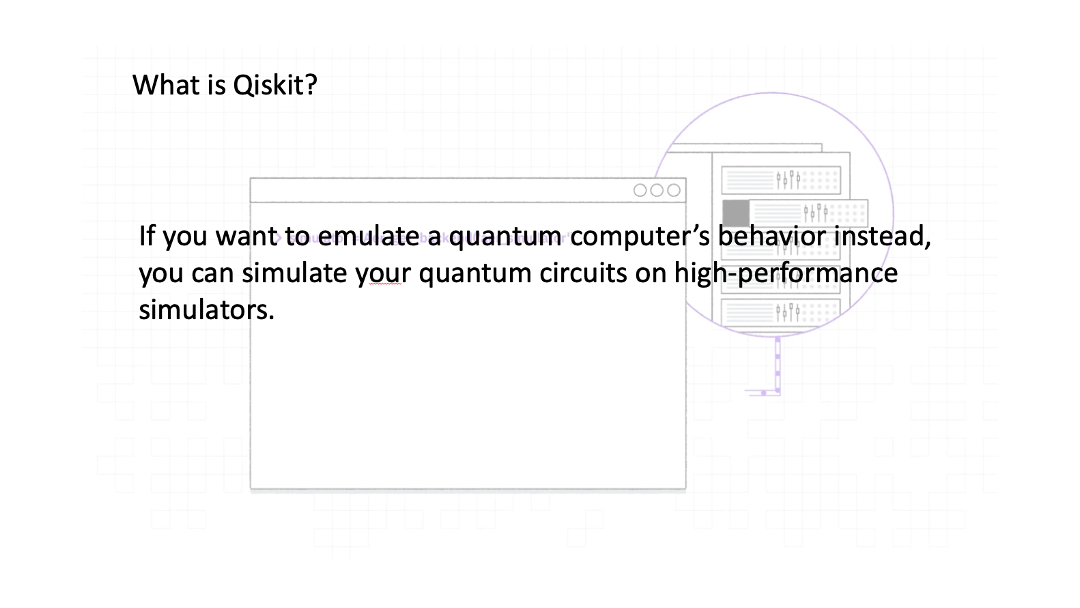 What is Qiskit?
If you want to emulate a quantum computer’s behavior instead,
you can simulate your quantum circuits on high-performance
simulators.